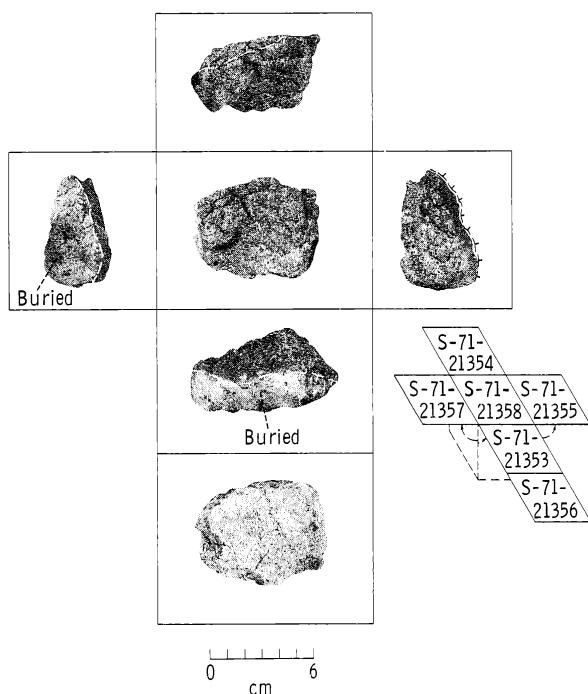 Buried
Buried
S-71-
21354
S-71- S-71- S-71-
21357 21358 21355
S-71-
21353
S-71-
21356
0 6
cm